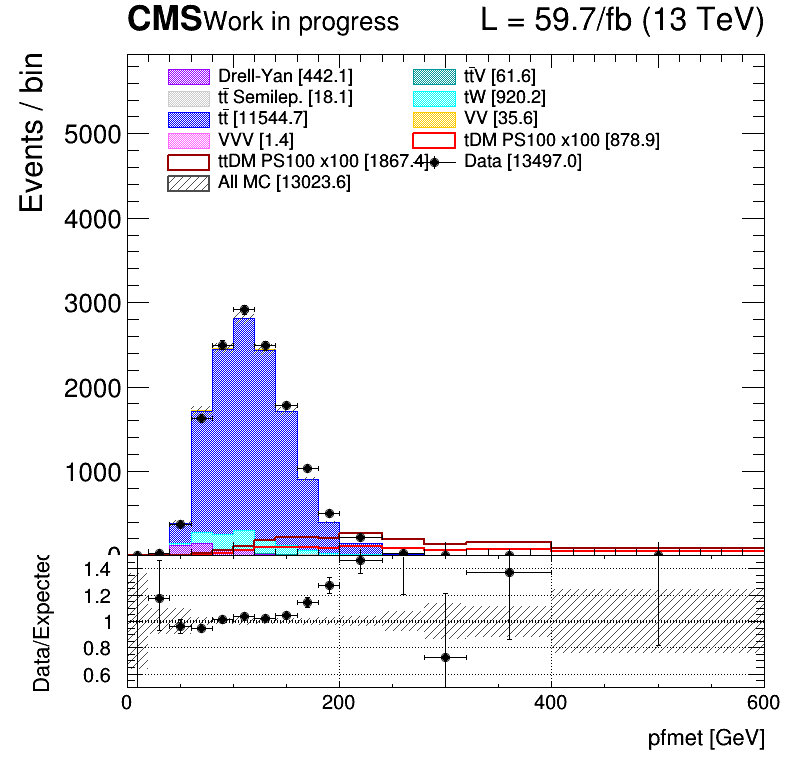 CMS Work in progress L = 59.7/fb (13 TeV)
Events / bin
Drell-Yan [442.1] tt̄V [61.6]
tt̄ Semilep. [18.1] tW [920.2]
tt̄ [11544.7] VV [35.6]
VVV [1.4] tDM PS100 x100 [878.9]
ttDM PS100 x100 [1867.4] Data [13497.0]
All MC [13023.6]
5000
4000
3000
2000
1000
0
Data/Expected
1.4
1.2
1
0.8
0.6
0 200 400 600
pfmet [GeV]